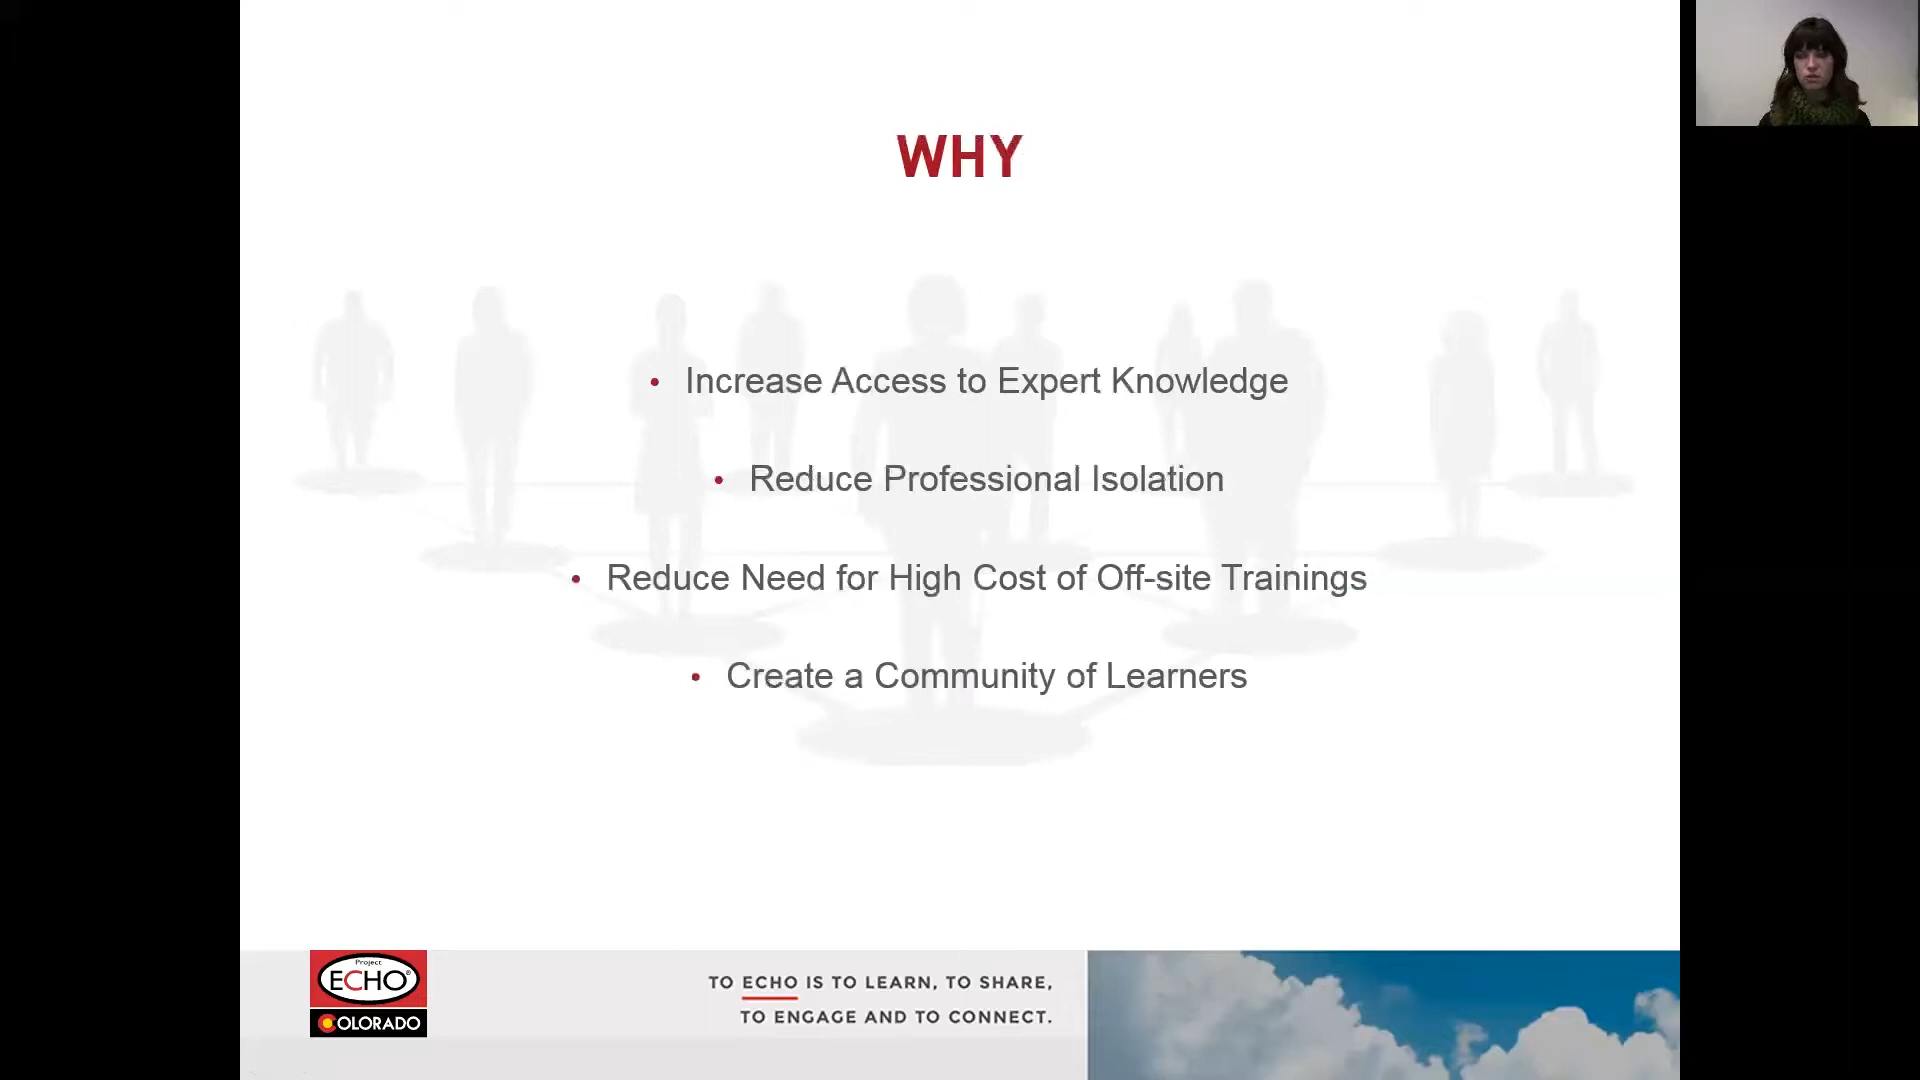 WHY
• Increase Access to Expert Knowledge
• Reduce Professional Isolation
• Reduce Need for High Cost of Off-site Trainings
• Create a Community of Learners
Project
ECHO®
COLORADO
TO ECHO IS TO LEARN, TO SHARE,
TO ENGAGE AND TO CONNECT.